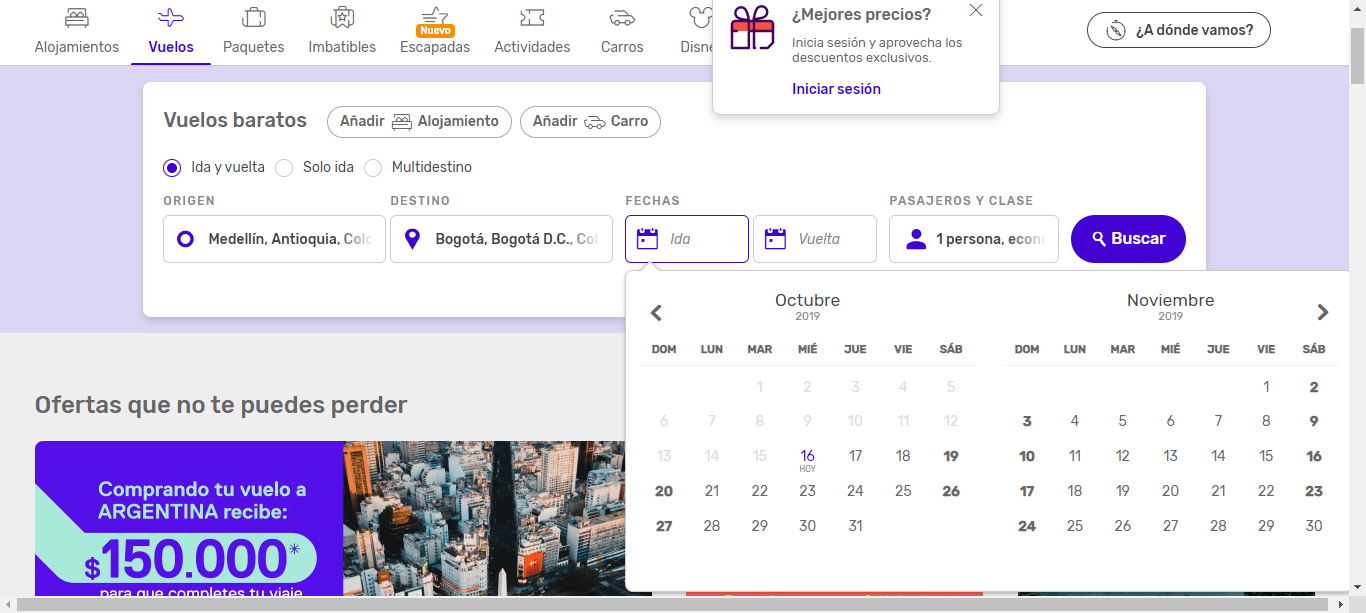 Alojamientos
Vuelos
Paquetes
Imbatibles
Nuevo
Escapadas
Actividades
Carros
¿A dónde vamos?
¿Mejores precios?
Inicia sesión y aprovecha los
descuentos exclusivos.
Iniciar sesión
Vuelos baratos
Añadir Alojamiento
Añadir Carro
Ida y vuelta
Solo ida
Multidestino
ORIGEN
DESTINO
FECHAS
PASAJEROS Y CLASE
Medellín, Antioquia,
Bogotá, Bogotá D.C.,
Ida
Vuelta
1 persona,
Buscar
Octubre
2019
DOM LUN MAR MIÉ JUE VIE SÁB
1 2 3 4 5
6 7 8 9 10 11 12
13 14 15 16 17 18 19
HOY
20 21 22 23 24 25 26
27 28 29 30 31
Noviembre
2019
DOM LUN MAR MIÉ JUE VIE SÁB
1 2
3 4 5 6 7 8 9
10 11 12 13 14 15 16
17 18 19 20 21 22 23
24 25 26 27 28 29 30
Ofertas que no te puedes perder
Comprando tu vuelo a
ARGENTINA recibe:
$150.000*
para que completes tu viaje